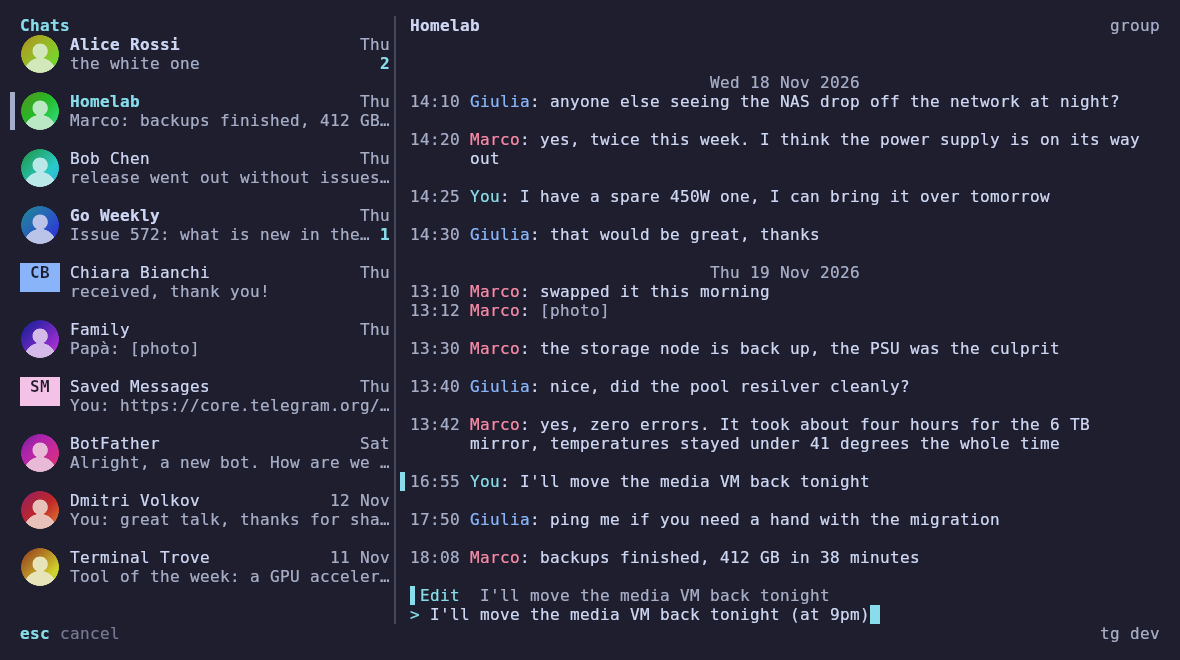 Chats
Alice Rossi Thu
the white one 2
Homelab Thu
Marco: backups finished, 412 GB…
Bob Chen Thu
release went out without issues…
Go Weekly Thu
Issue 572: what is new in the… 1
CB Chiara Bianchi Thu
received, thank you!
Family Thu
Papà: [photo]
SM Saved Messages Thu
You: https://core.telegram.org/…
BotFather Sat
Alright, a new bot. How are we …
Dmitri Volkov 12 Nov
You: great talk, thanks for sha…
Terminal Trove 11 Nov
Tool of the week: a GPU acceler…
Homelab group
Wed 18 Nov 2026
14:10 Giulia: anyone else seeing the NAS drop off the network at night?
14:20 Marco: yes, twice this week. I think the power supply is on its way
out
14:25 You: I have a spare 450W one, I can bring it over tomorrow
14:30 Giulia: that would be great, thanks
Thu 19 Nov 2026
13:10 Marco: swapped it this morning
13:12 Marco: [photo]
13:30 Marco: the storage node is back up, the PSU was the culprit
13:40 Giulia: nice, did the pool resilver cleanly?
13:42 Marco: yes, zero errors. It took about four hours for the 6 TB
mirror, temperatures stayed under 41 degrees the whole time
16:55 You: I'll move the media VM back tonight
17:50 Giulia: ping me if you need a hand with the migration
18:08 Marco: backups finished, 412 GB in 38 minutes
Edit I'll move the media VM back tonight
> I'll move the media VM back tonight (at 9pm)
esc cancel tg dev